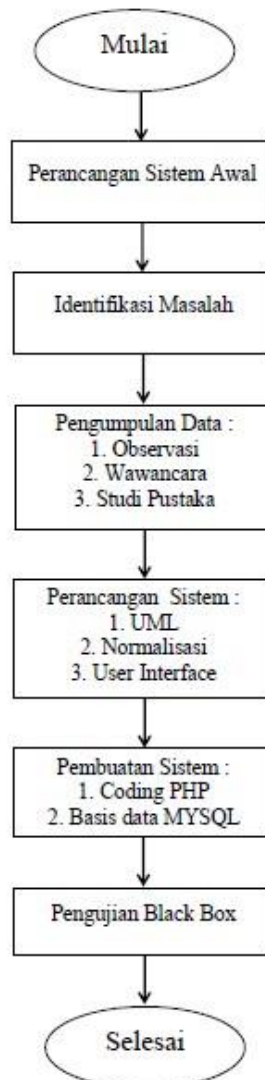 Mulai
Perancangan Sistem Awal
Identifikasi Masalah
Pengumpulan Data :
1. Observasi
2. Wawancara
3. Studi Pustaka
Perancangan Sistem :
1. UML
2. Normalisasi
3. User Interface
Pembuatan Sistem :
1. Coding PHP
2. Basis data MYSQL
Pengujian Black Box
Selesai